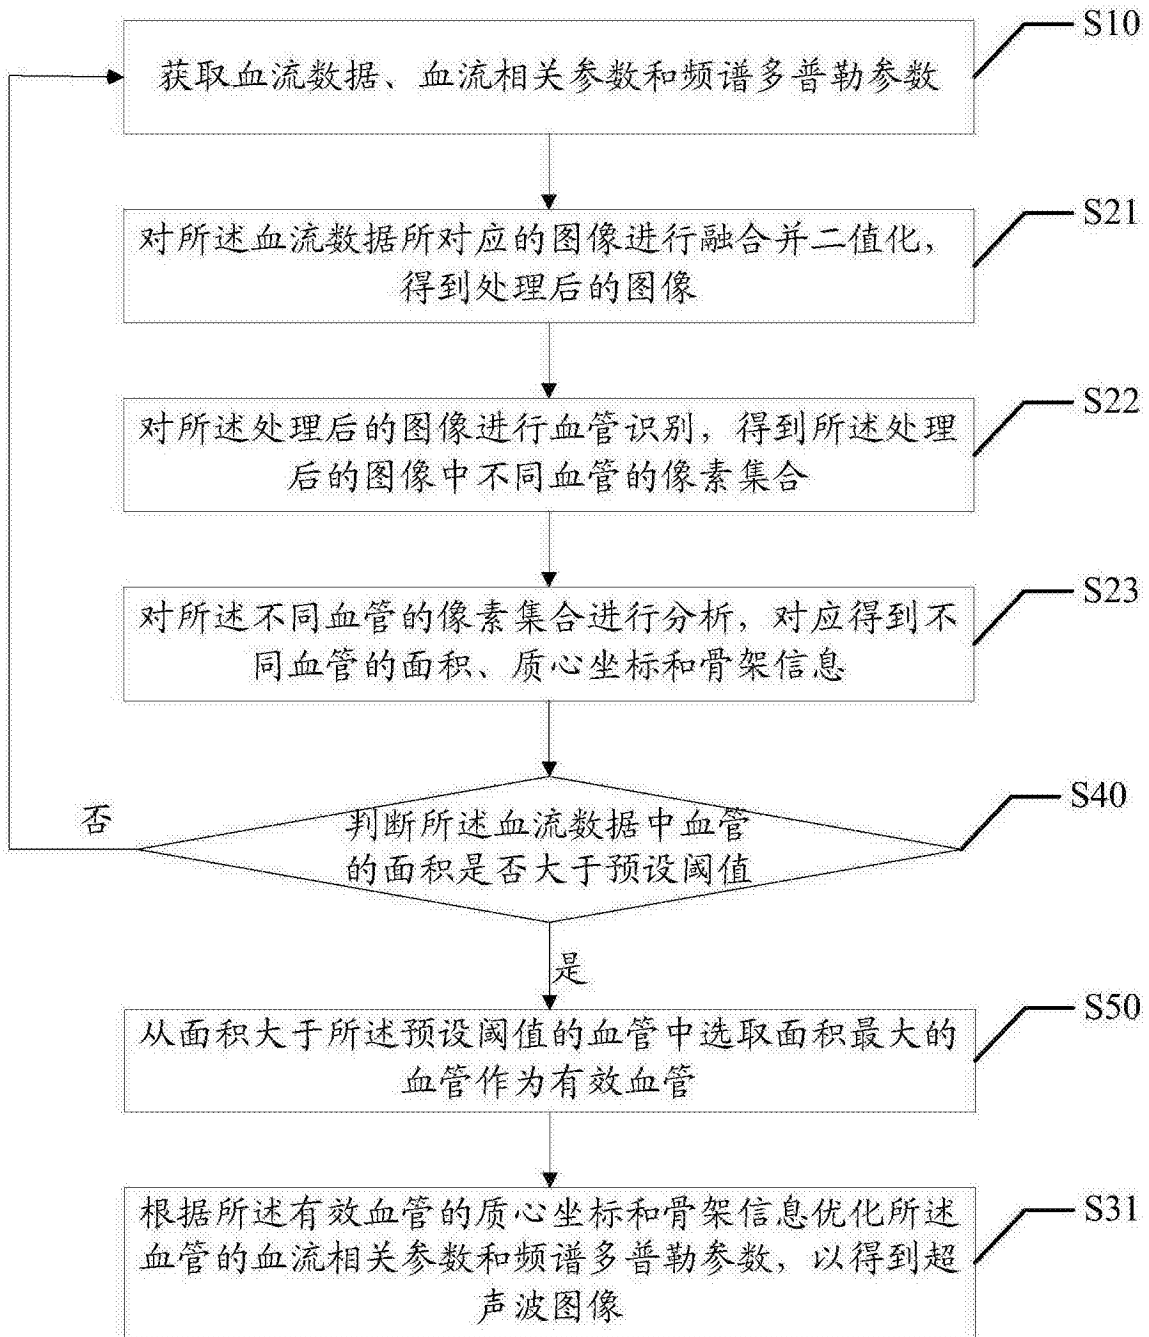 S10
获取血流数据、血流相关参数和频谱多普勒参数
S21
对所述血流数据所对应的图像进行融合并二值化，
得到处理后的图像
S22
对所述处理后的图像进行血管识别，得到所述处理
后的图像中不同血管的像素集合
S23
对所述不同血管的像素集合进行分析，对应得到不
同血管的面积、质心坐标和骨架信息
S40
否
判断所述血流数据中血管
的面积是否大于预设阈值
是
S50
从面积大于所述预设阈值的血管中选取面积最大的
血管作为有效血管
S31
根据所述有效血管的质心坐标和骨架信息优化所述
血管的血流相关参数和频谱多普勒参数，以得到超
声波图像